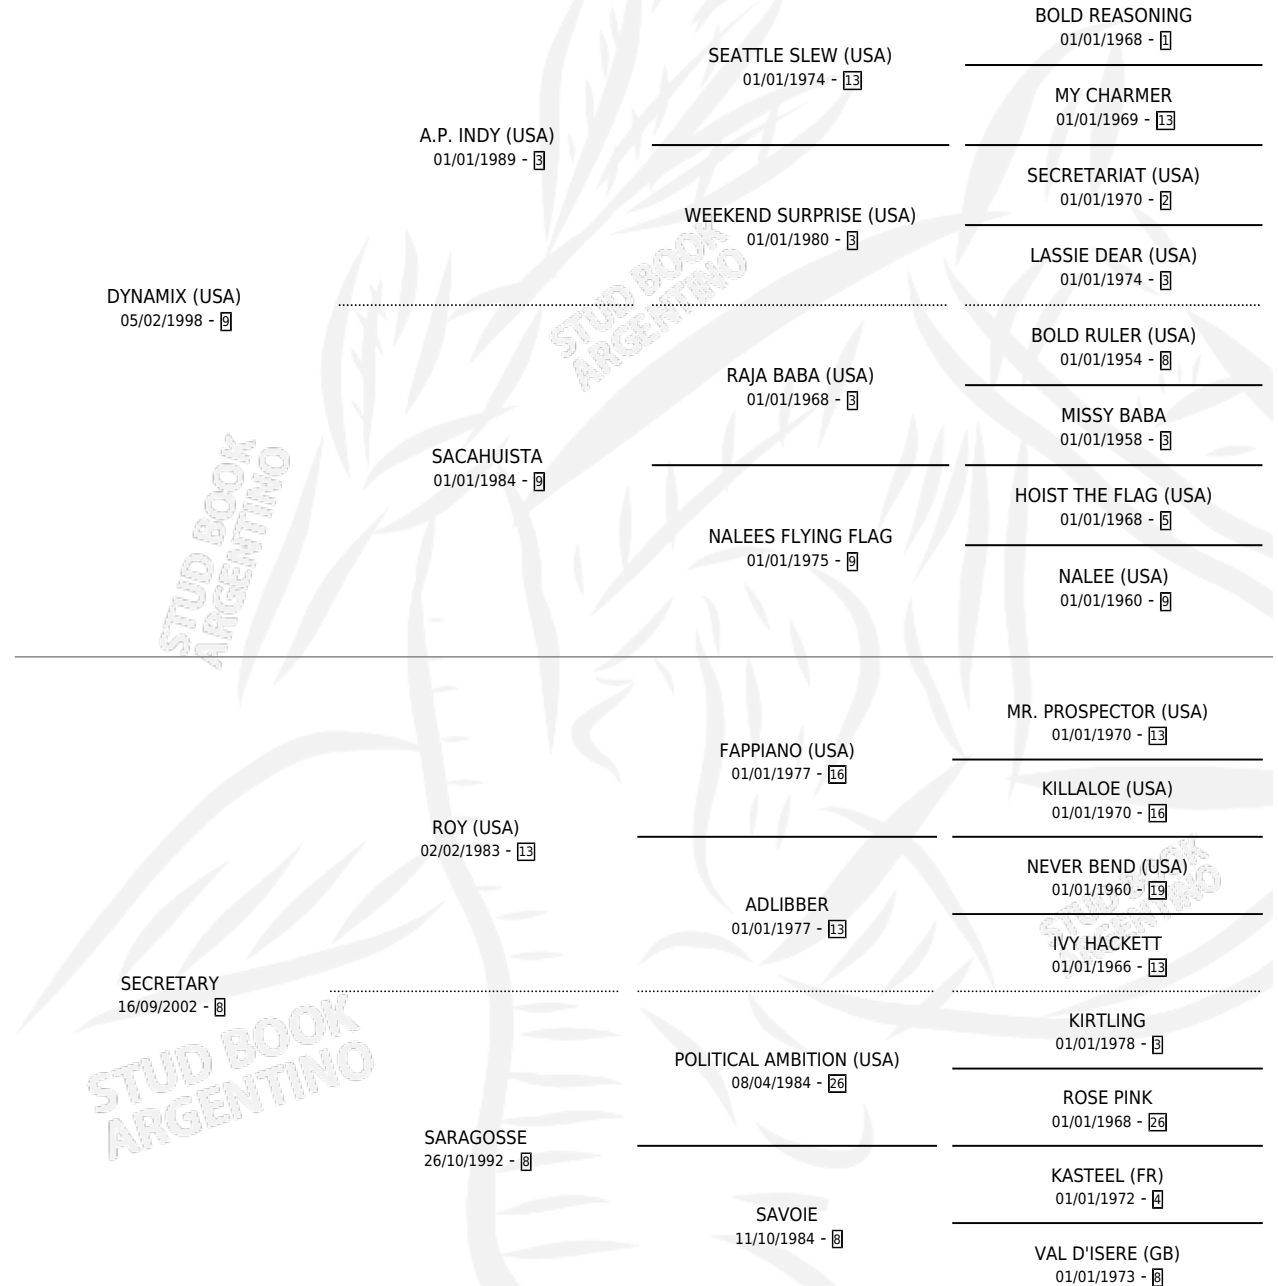 BOLD REASONING
01/01/1968 - 1
SEATTLE SLEW (USA)
01/01/1974 - 13
MY CHARMER
01/01/1969 - 13
A.P. INDY (USA)
01/01/1989 - 3
SECRETARIAT (USA)
01/01/1970 - 2
WEEKEND SURPRISE (USA)
01/01/1980 - 3
LASSIE DEAR (USA)
01/01/1974 - 3
DYNAMIX (USA)
05/02/1998 - 9
BOLD RULER (USA)
01/01/1954 - 8
RAJA BABA (USA)
01/01/1968 - 3
MISSY BABA
01/01/1958 - 3
SACAHUISTA
01/01/1984 - 9
HOIST THE FLAG (USA)
01/01/1968 - 5
NALEES FLYING FLAG
01/01/1975 - 9
NALEE (USA)
01/01/1960 - 9
STUD BOOK
ARGENTINO
STUD BOOK
ARGENTINO
MR. PROSPECTOR (USA)
01/01/1970 - 13
FAPPIANO (USA)
01/01/1977 - 16
KILLALOE (USA)
01/01/1970 - 16
ROY (USA)
02/02/1983 - 13
NEVER BEND (USA)
01/01/1960 - 19
ADLIBBER
01/01/1977 - 13
IVY HACKETT
01/01/1966 - 13
SECRETARY
16/09/2002 - 8
KIRTLING
01/01/1978 - 3
POLITICAL AMBITION (USA)
08/04/1984 - 26
ROSE PINK
01/01/1968 - 26
SARAGOSSE
26/10/1992 - 8
KASTEEL (FR)
01/01/1972 - 4
SAVOIE
11/10/1984 - 8
VAL D'ISERE (GB)
01/01/1973 - 8
STUD BOOK
ARGENTINO
STUD BOOK
ARGENTINO